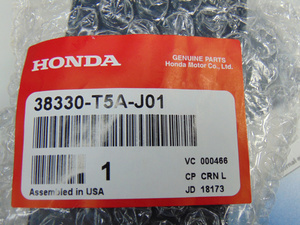 HONDA
GENUINE PARTS
Honda Motor Co., Ltd.
38330-T5A-J01
1
VC 000466
CP CRN L
Assembled in USA
JD 18173